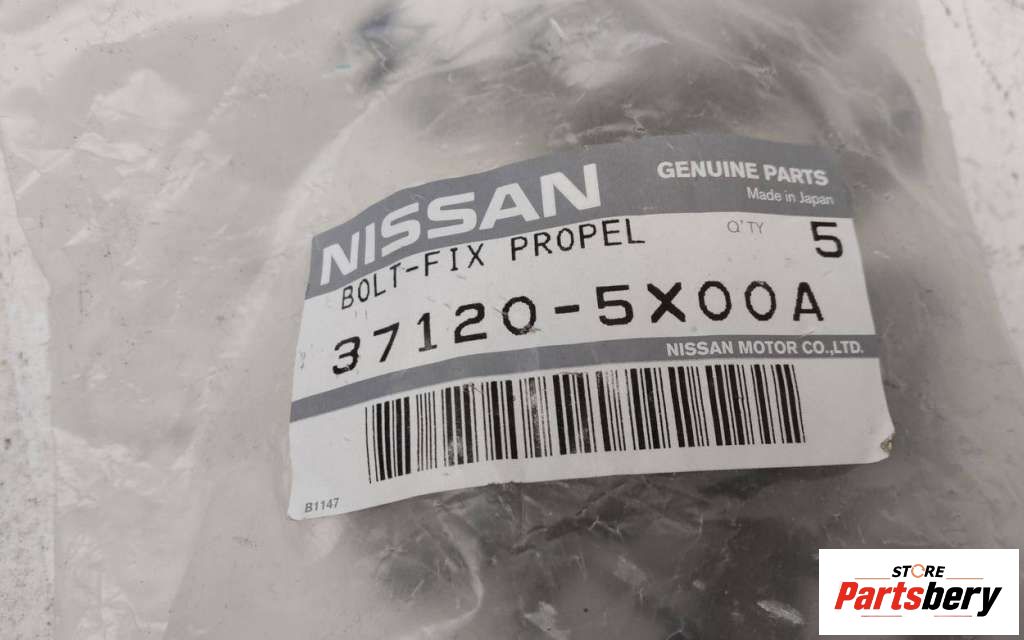 NISSAN
GENUINE PARTS
Made in Japan
BOLT-FIX PROPEL
Q'TY 5
37120-5X00A
NISSAN MOTOR CO.,LTD.
B1147
STORE
Partsbery